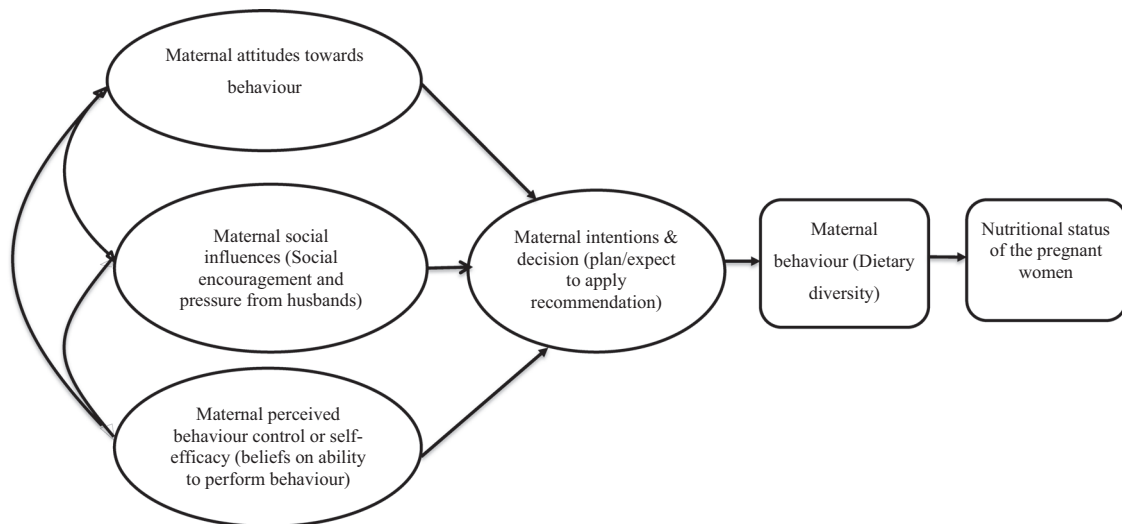 Maternal attitudes towards
behaviour
Maternal social
influences (Social
encouragement and
pressure from husbands)
Maternal perceived
behaviour control or self-
efficacy (beliefs on ability
to perform behaviour)
Maternal intentions &
decision (plan/expect
to apply
recommendation)
Maternal
behaviour (Dietary
diversity)
Nutritional status
of the pregnant
women